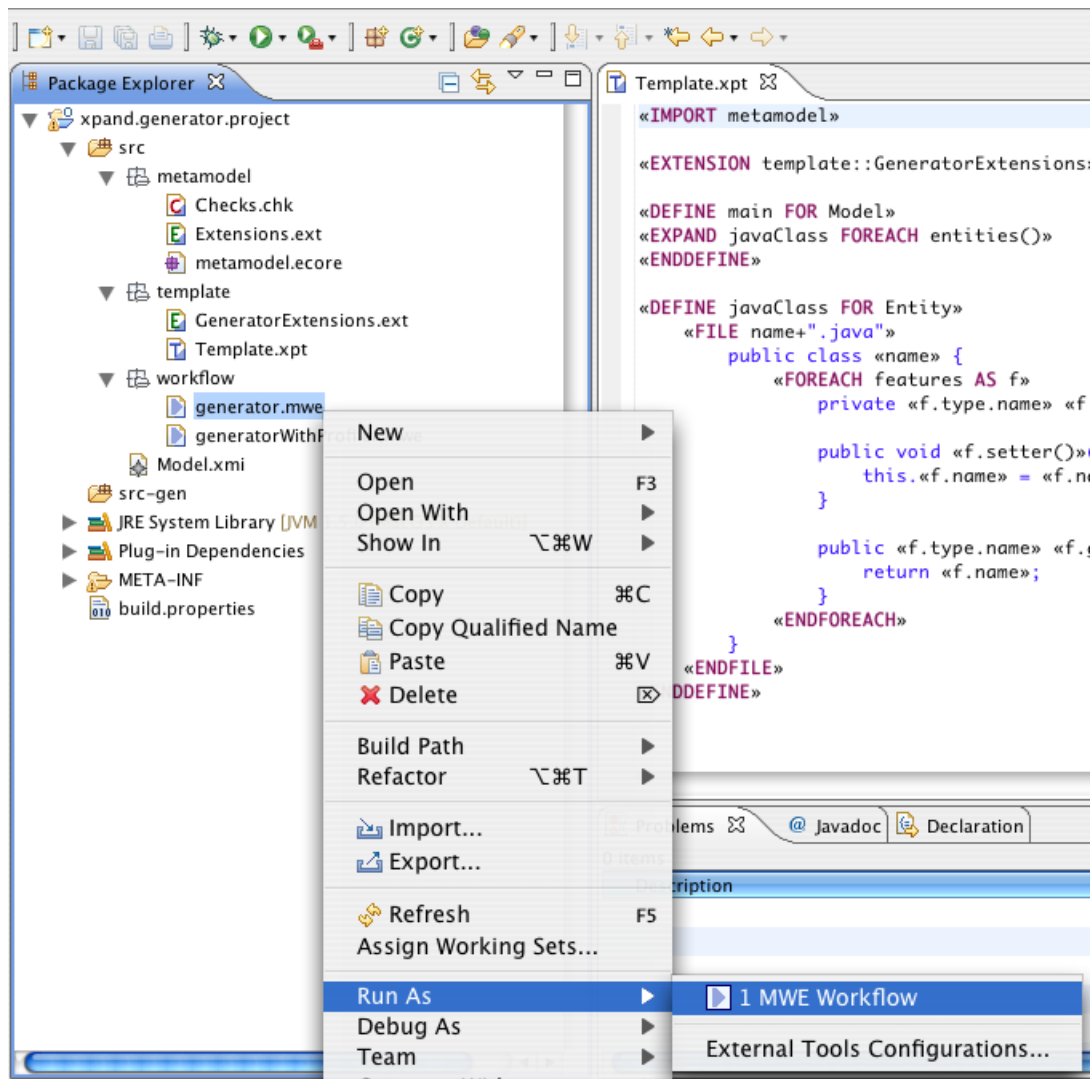 Package Explorer
xpand.generator.project
src
metamodel
Checks.chk
Extensions.ext
metamodel.ecore
template
GeneratorExtensions.ext
Template.xpt
workflow
generator.mwe
generatorWith
Model.xmi
src-gen
JRE System Library [JVM
Plug-in Dependencies
META-INF
build.properties
Template.xpt
«IMPORT metamodel»
«EXTENSION template::GeneratorExtensions»
«DEFINE main FOR Model»
«EXPAND javaClass FOREACH entities()»
«ENDDEFINE»
«DEFINE javaClass FOR Entity»
«FILE name+".java"»
public class «name» {
«FOREACH features AS f»
private «f.type.name» «f
public void «f.setter()»(
this.«f.name» = «f.na
}
public «f.type.name» «f.g
return «f.name»;
}
«ENDFOREACH»
}
«ENDFILE»
DDEFINE»
New
Open F3
Open With
Show In ⌥⌘W
Copy ⌘C
Copy Qualified Name
Paste ⌘V
Delete ⌦
Build Path
Refactor ⌥⌘T
Import...
Export...
Refresh F5
Assign Working Sets...
Run As
Debug As
Team
1 MWE Workflow
External Tools Configurations...
Problems
@ Javadoc
Declaration
0 items
Description